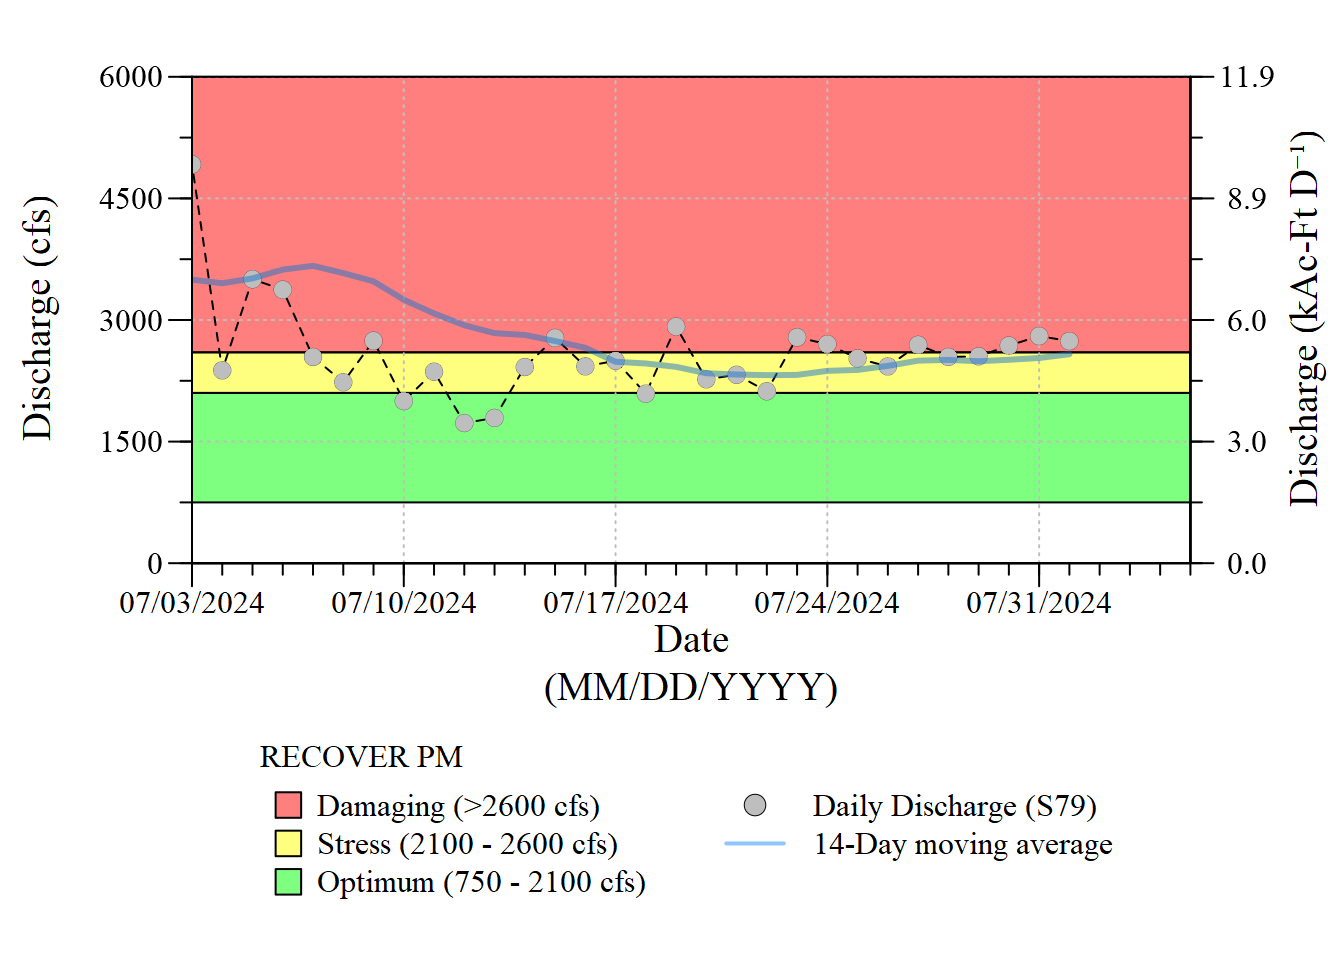 6000
4500
3000
1500
0
Discharge (cfs)
11.9
8.9
6.0
3.0
0.0
Discharge (kAc-Ft D⁻¹)
07/03/2024 07/10/2024 07/17/2024 07/24/2024 07/31/2024
Date
(MM/DD/YYYY)
RECOVER PM
Damaging (>2600 cfs)
Stress (2100 - 2600 cfs)
Optimum (750 - 2100 cfs)
Daily Discharge (S79)
14-Day moving average